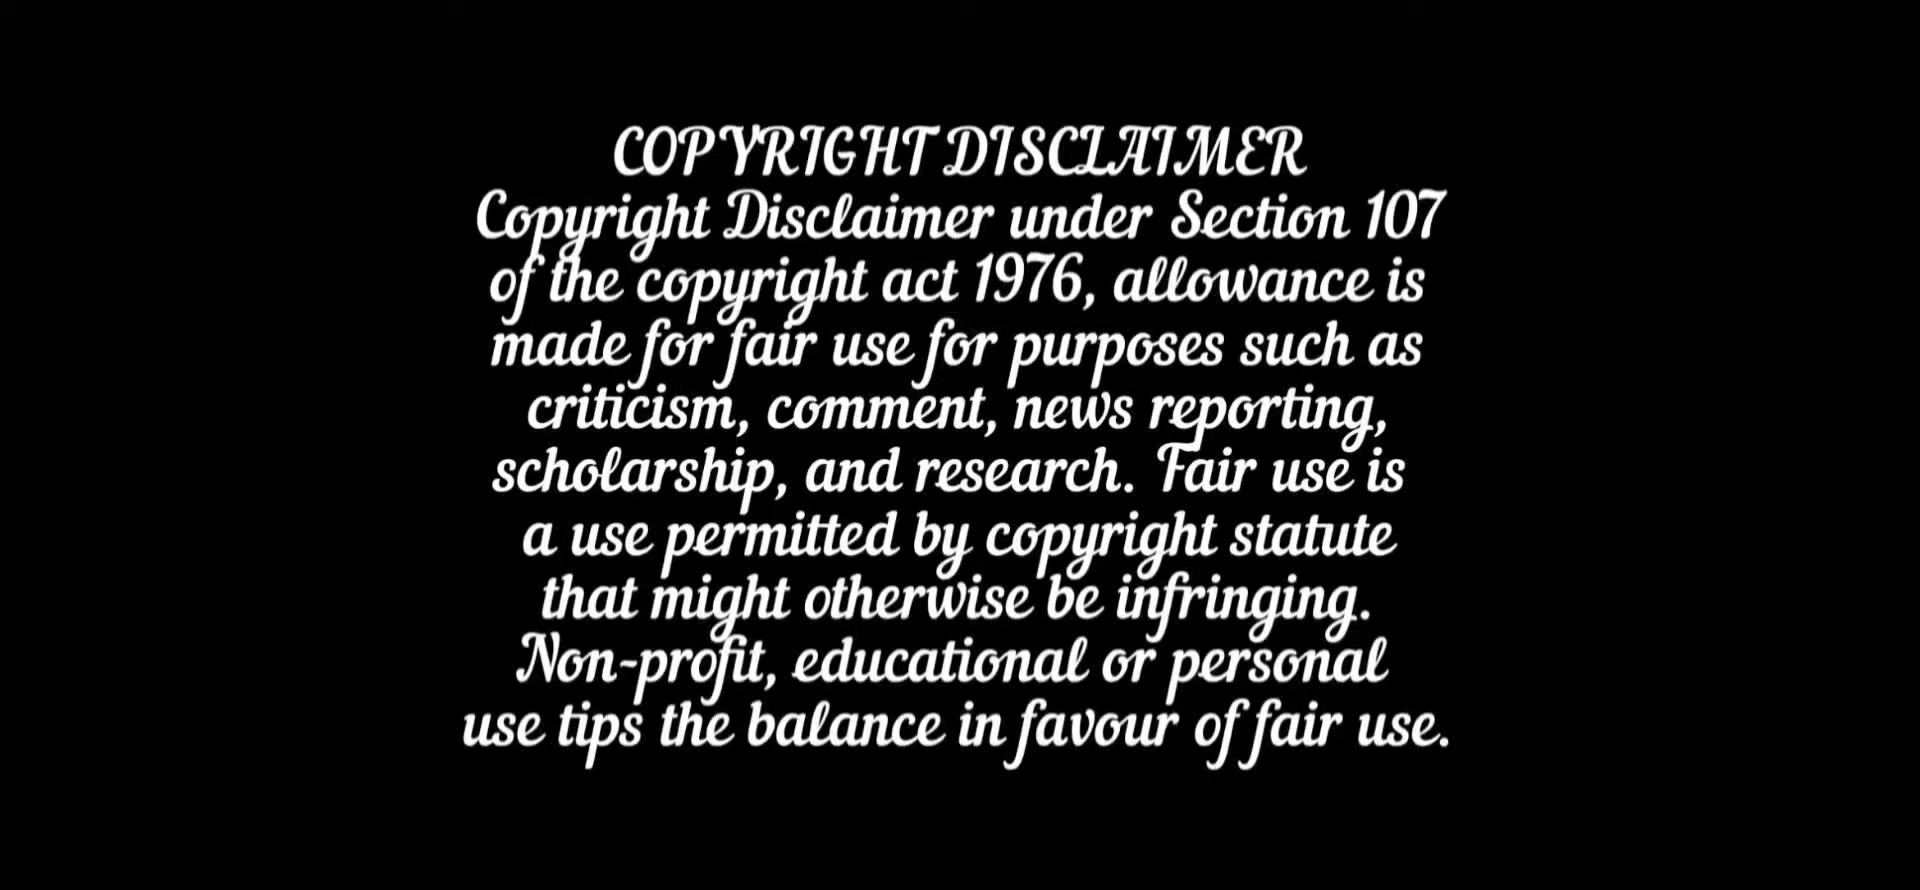 COPYRIGHT DISCLAIMER
Copyright Disclaimer under Section 107
of the copyright act 1976, allowance is
made for fair use for purposes such as
criticism, comment, news reporting,
scholarship, and research. Fair use is
a use permitted by copyright statute
that might otherwise be infringing.
Non-profit, educational or personal
use tips the balance in favour of fair use.